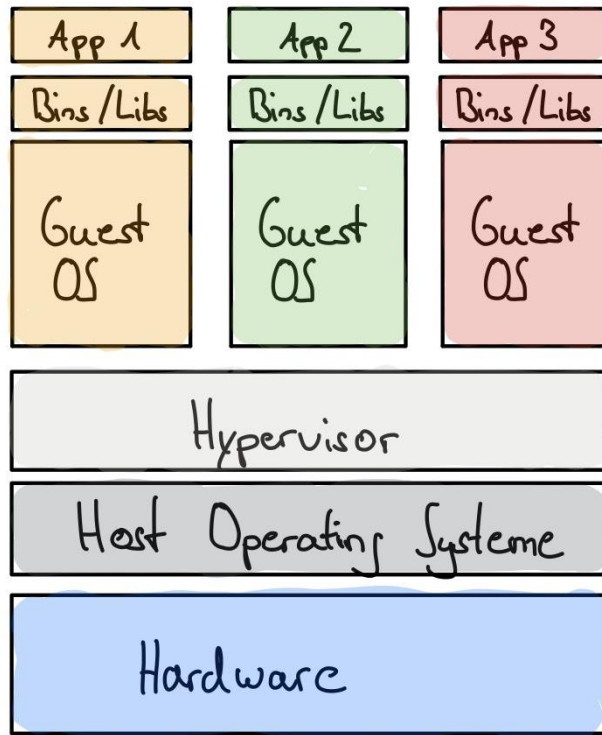 App 1
App 2
App 3
Bins/Libs
Bins/Libs
Bins/Libs
Guest
OS
Guest
OS
Guest
OS
Hypervisor
Host Operating Systeme
Hardware